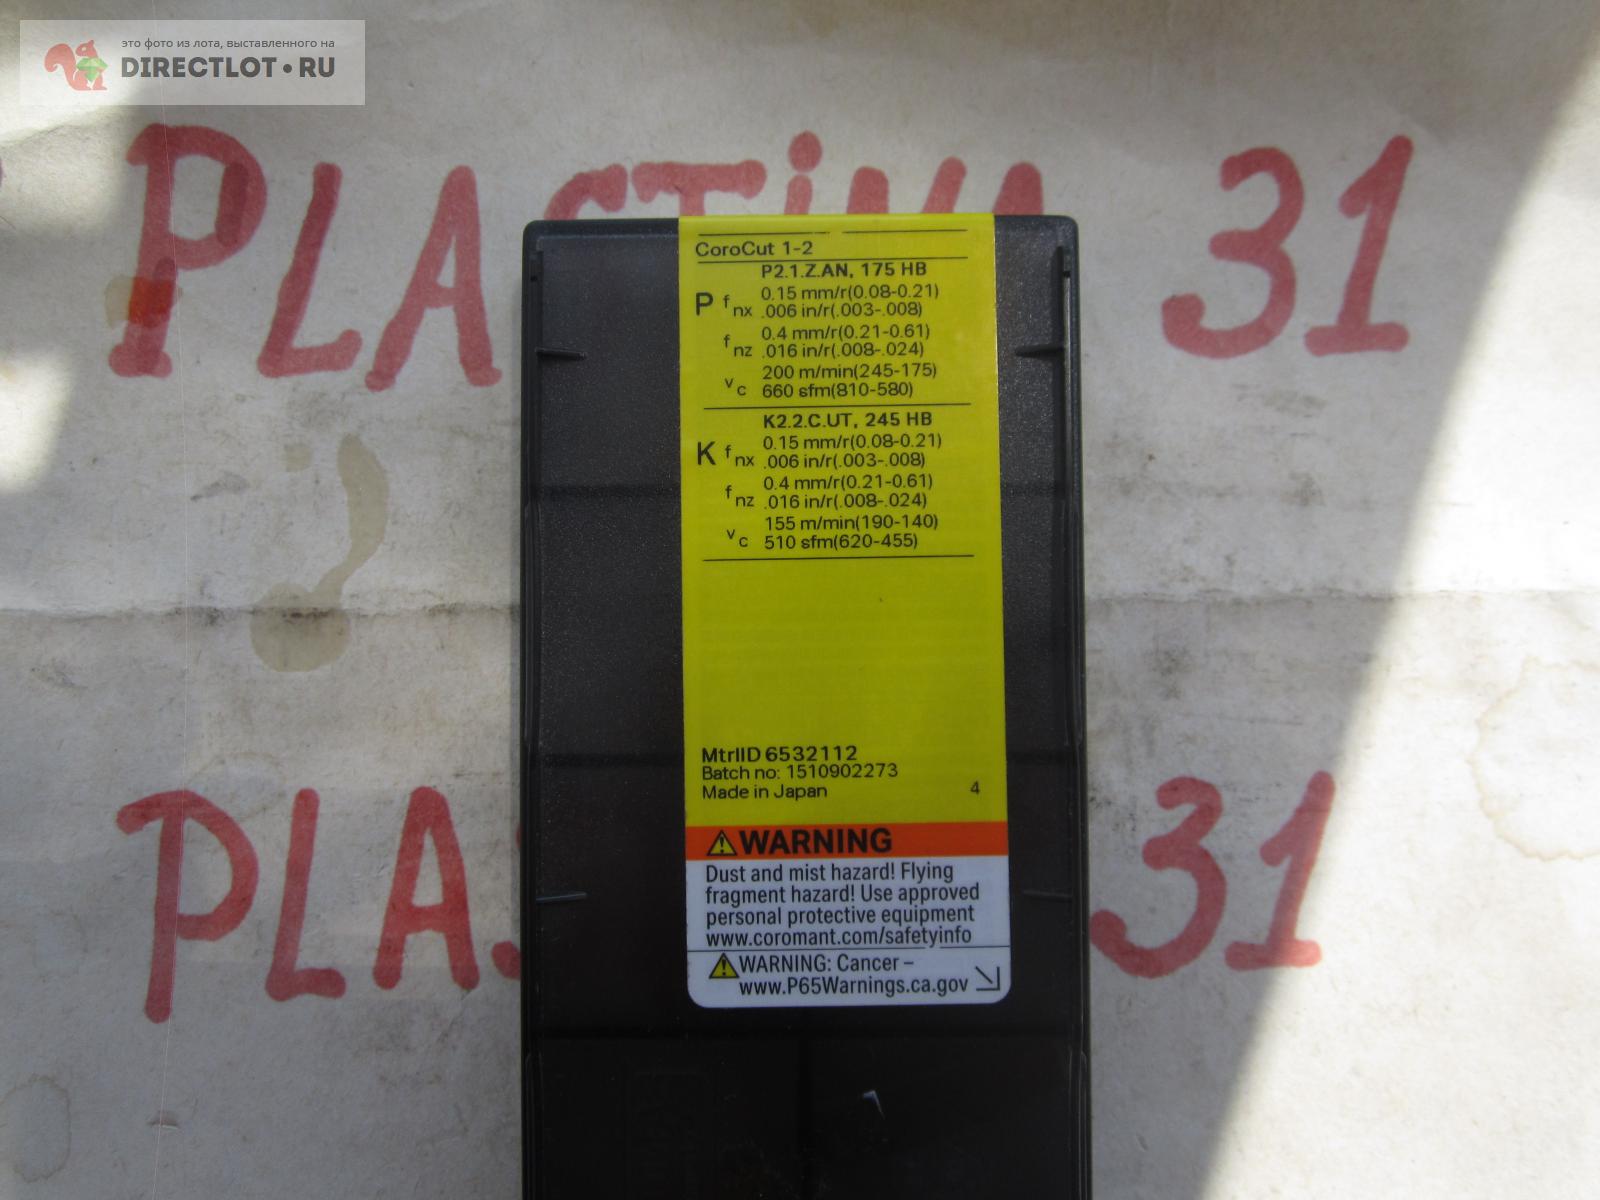 это фото из лота, выставленного на
DIRECTLOT.RU
PLASTiNA 31
CoroCut 1-2
P2.1.Z.AN, 175 HB
P fnx 0.15 mm/r(0.08-0.21)
.006 in/r(.003-.008)
fnz 0.4 mm/r(0.21-0.61)
.016 in/r(.008-.024)
vc 200 m/min(245-175)
660 sfm(810-580)
K2.2.C.UT, 245 HB
K fnx 0.15 mm/r(0.08-0.21)
.006 in/r(.003-.008)
fnz 0.4 mm/r(0.21-0.61)
.016 in/r(.008-.024)
vc 155 m/min(190-140)
510 sfm(620-455)
MtrlID 6532112
Batch no: 1510902273
Made in Japan 4
PLAS 31
WARNING
Dust and mist hazard! Flying
fragment hazard! Use approved
personal protective equipment
www.coromant.com/safetyinfo
WARNING: Cancer –
www.P65Warnings.ca.gov